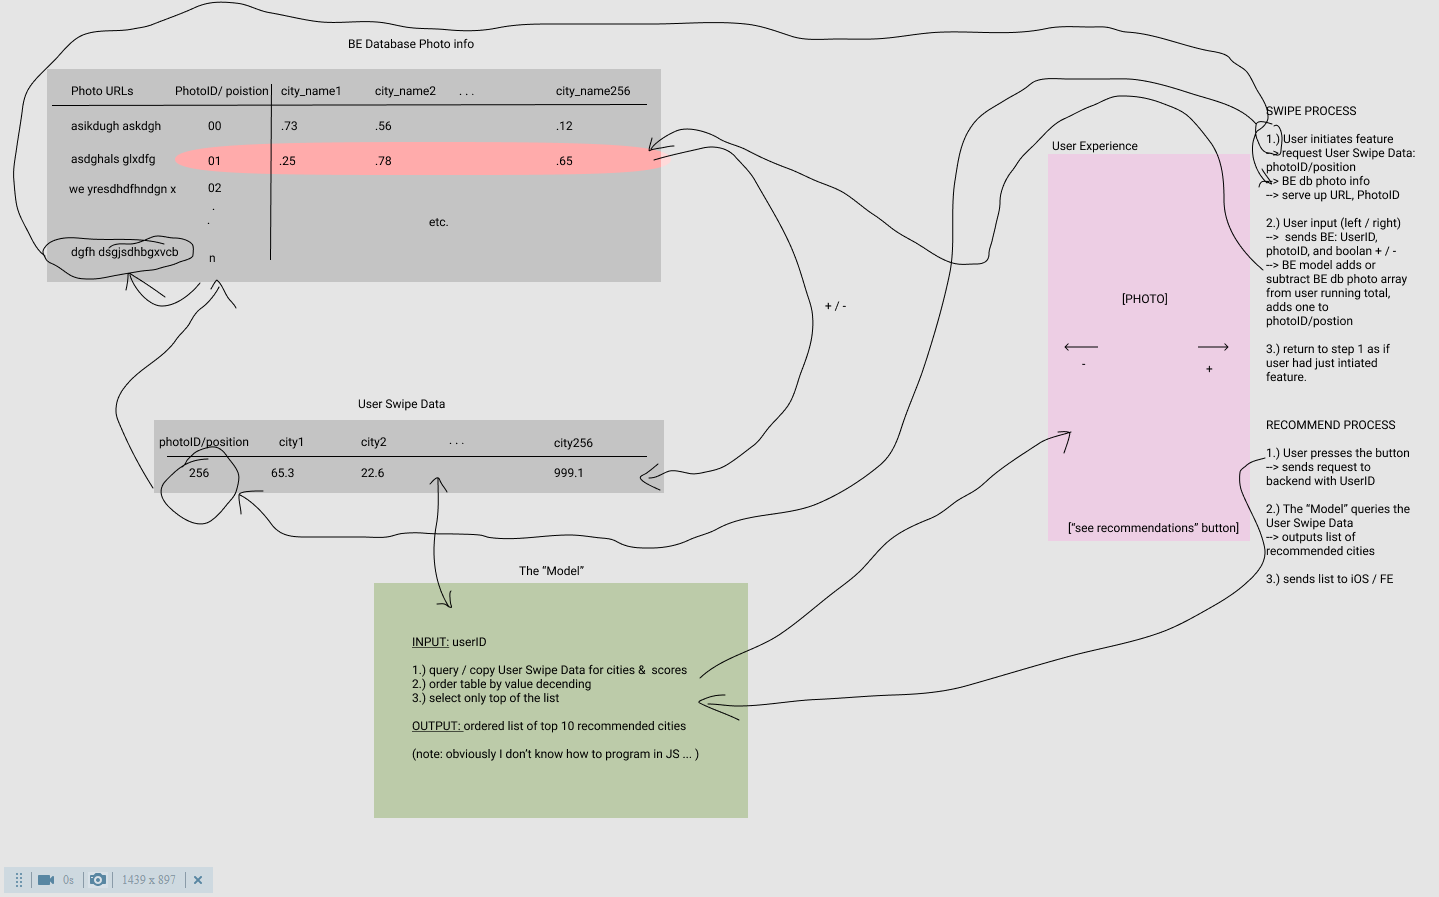 BE Database Photo info
Photo URLs PhotoID/ poistion city_name1 city_name2 . . . city_name256
asikdugh askdgh 00 .73 .56 .12
asdghals glxdfg 01 .25 .78 .65
we yresdhdfhndgn x 02
.
.
etc.
dgfh dsgjsdhbgxvcb n
+ / -
User Swipe Data
photoID/position city1 city2 . . . city256
256 65.3 22.6 999.1
The “Model”
INPUT: userID
1.) query / copy User Swipe Data for cities & scores
2.) order table by value decending
3.) select only top of the list
OUTPUT: ordered list of top 10 recommended cities
(note: obviously I don’t know how to program in JS ... )
User Experience
[PHOTO]
- +
[“see recommendations” button]
SWIPE PROCESS
1.) User initiates feature
--> request User Swipe Data:
photoID/position
--> BE db photo info
--> serve up URL, PhotoID
2.) User input (left / right)
--> sends BE: UserID,
photoID, and boolan + / -
--> BE model adds or
subtract BE db photo array
from user running total,
adds one to
photoID/postion
3.) return to step 1 as if
user had just intiated
feature.
RECOMMEND PROCESS
1.) User presses the button
--> sends request to
backend with UserID
2.) The “Model” queries the
User Swipe Data
--> outputs list of
recommended cities
3.) sends list to iOS / FE
0s 1439 x 897